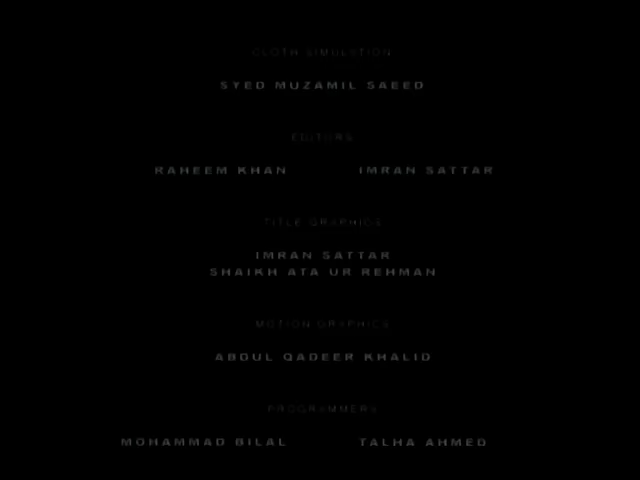 CLOTH SIMULATION
SYED MUZAMIL SAEED
EDITORS
RAHEEM KHAN IMRAN SATTAR
TITLE GRAPHICS
IMRAN SATTAR
SHAIKH ATA UR REHMAN
MOTION GRAPHICS
ABDUL QADEER KHALID
PROGRAMMERS
MOHAMMAD BILAL TALHA AHMED